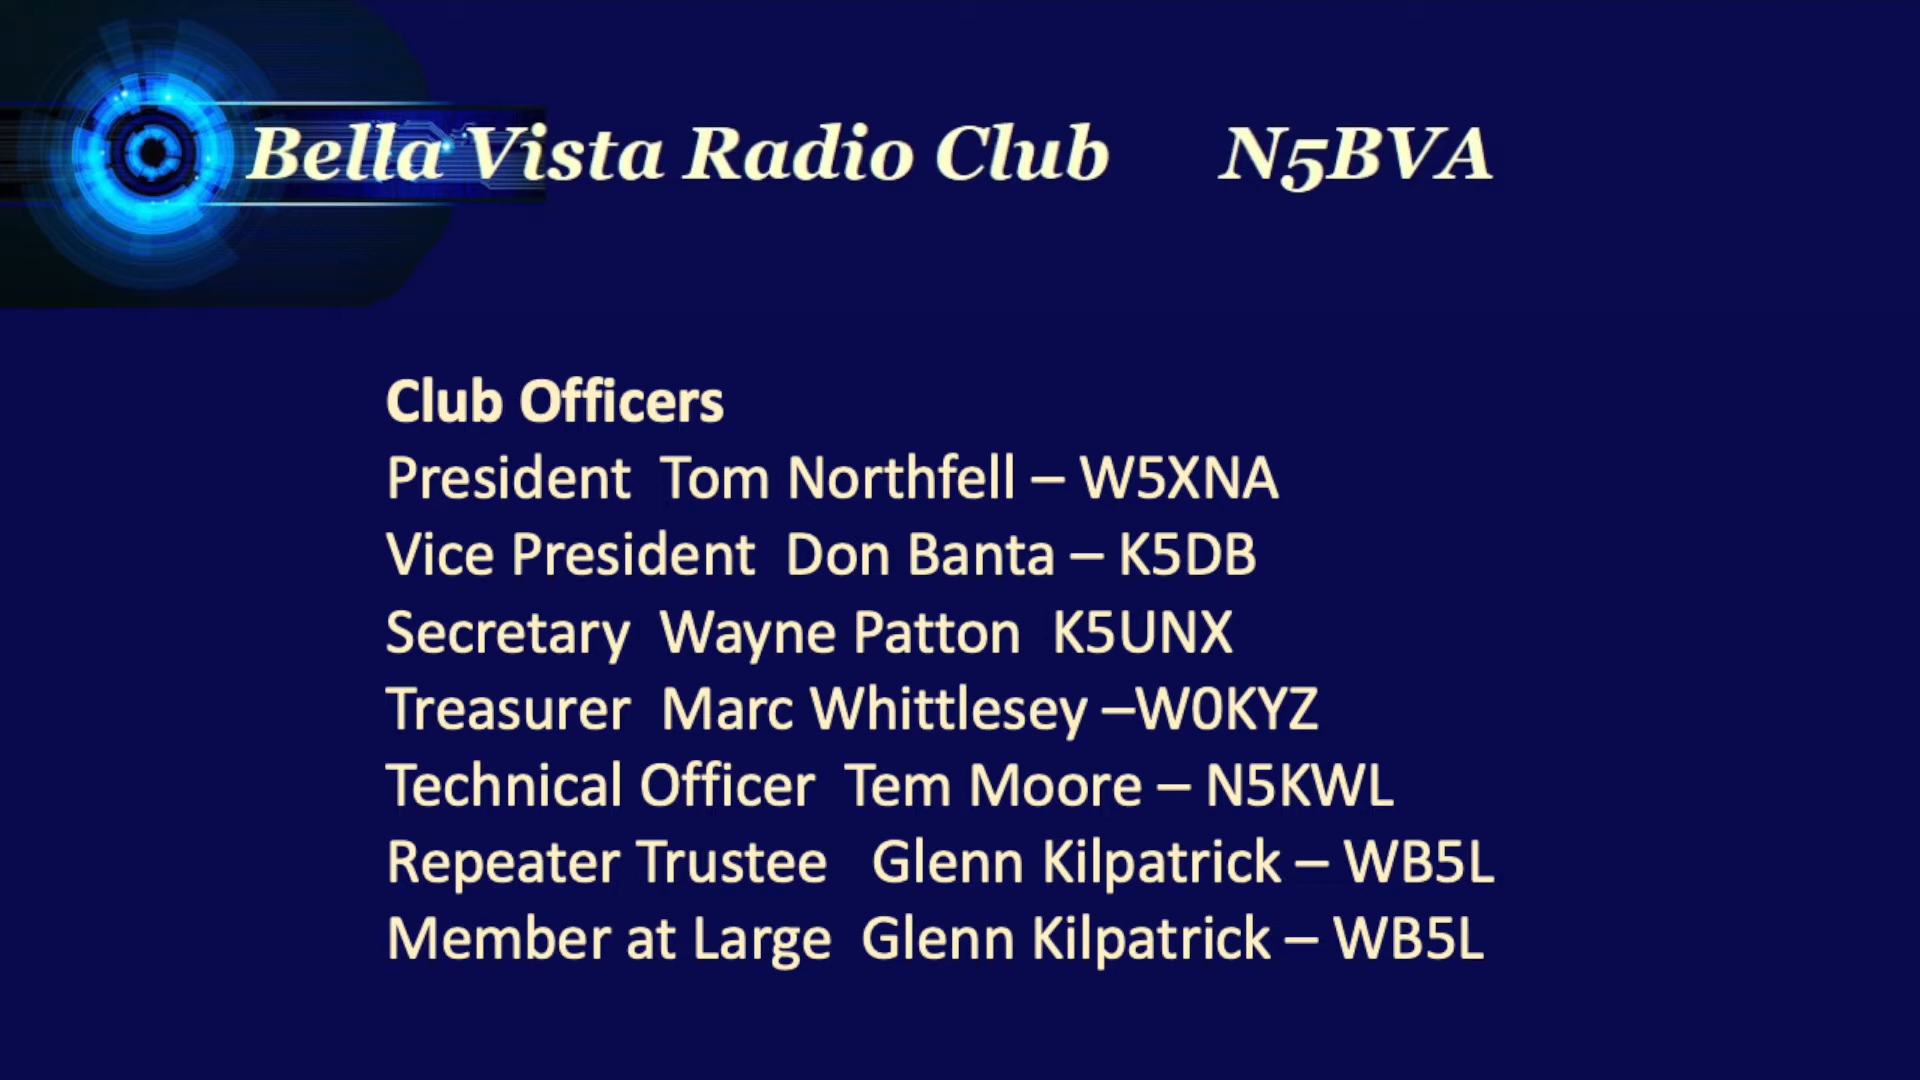 Bella Vista Radio Club N5BVA
Club Officers
President Tom Northfell – W5XNA
Vice President Don Banta – K5DB
Secretary Wayne Patton K5UNX
Treasurer Marc Whittlesey –W0KYZ
Technical Officer Tem Moore – N5KWL
Repeater Trustee Glenn Kilpatrick – WB5L
Member at Large Glenn Kilpatrick – WB5L